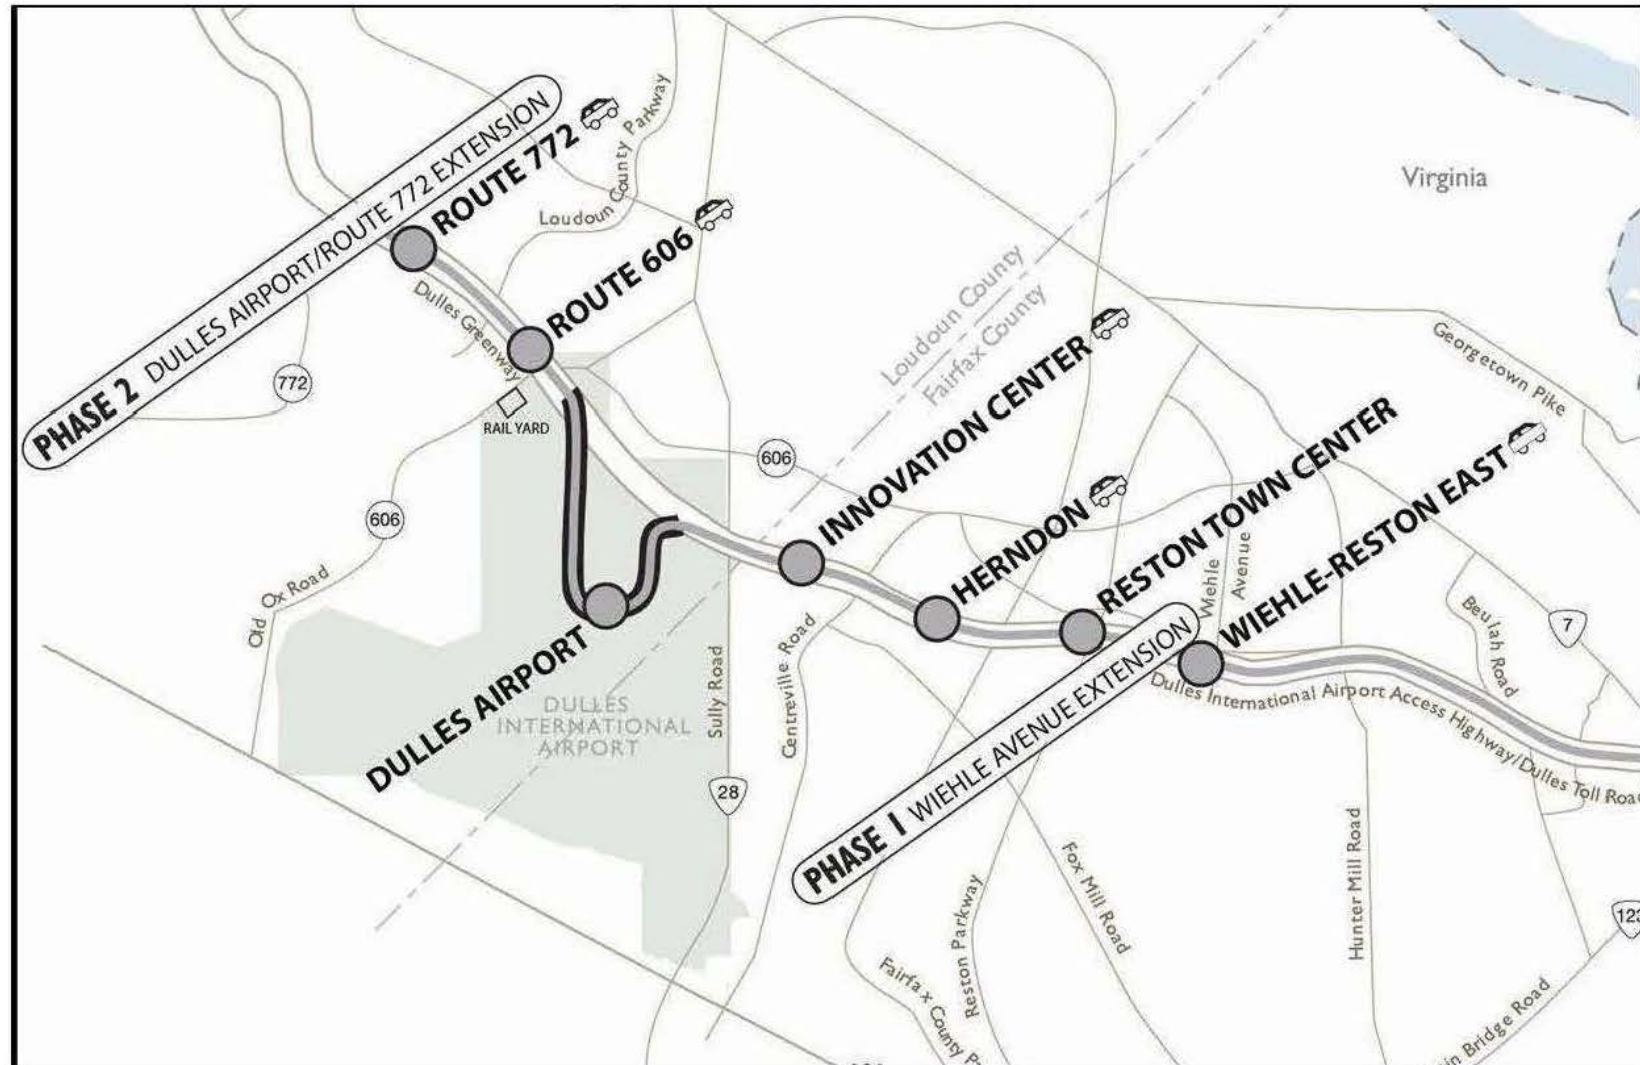 PHASE 2 DULLES AIRPORT/ROUTE 772 EXTENSION
ROUTE 772
Loudoun County Parkway
ROUTE 606
Virginia
Dulles Greenway
Loudoun County
Fairfax County
INNOVATION CENTER
Georgetown Pike
772
RAIL YARD
606
606
HERNDON
RESTON TOWN CENTER
WIEHLE-RESTON EAST
Wiehle
Avenue
Old Ox Road
Beulah Road
7
DULLES AIRPORT
DULLES
INTERNATIONAL
AIRPORT
Sully Road
Centreville Road
PHASE 1 WIEHLE AVENUE EXTENSION
Dulles International Airport Access Highway/Dulles Toll Road
28
Fox Mill Road
Hunter Mill Road
Reston Parkway
123
Fairfax County
Bridge Road